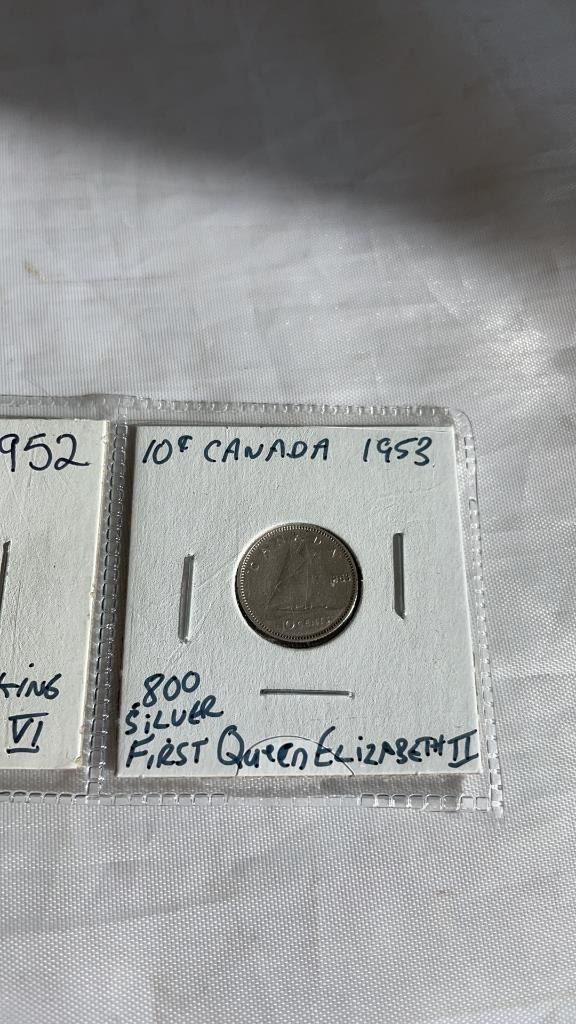 952
KING
VI
10¢ CANADA 1953
.800
SILVER
FIRST Queen ELIZABETH II
CANADA
10 CENTS